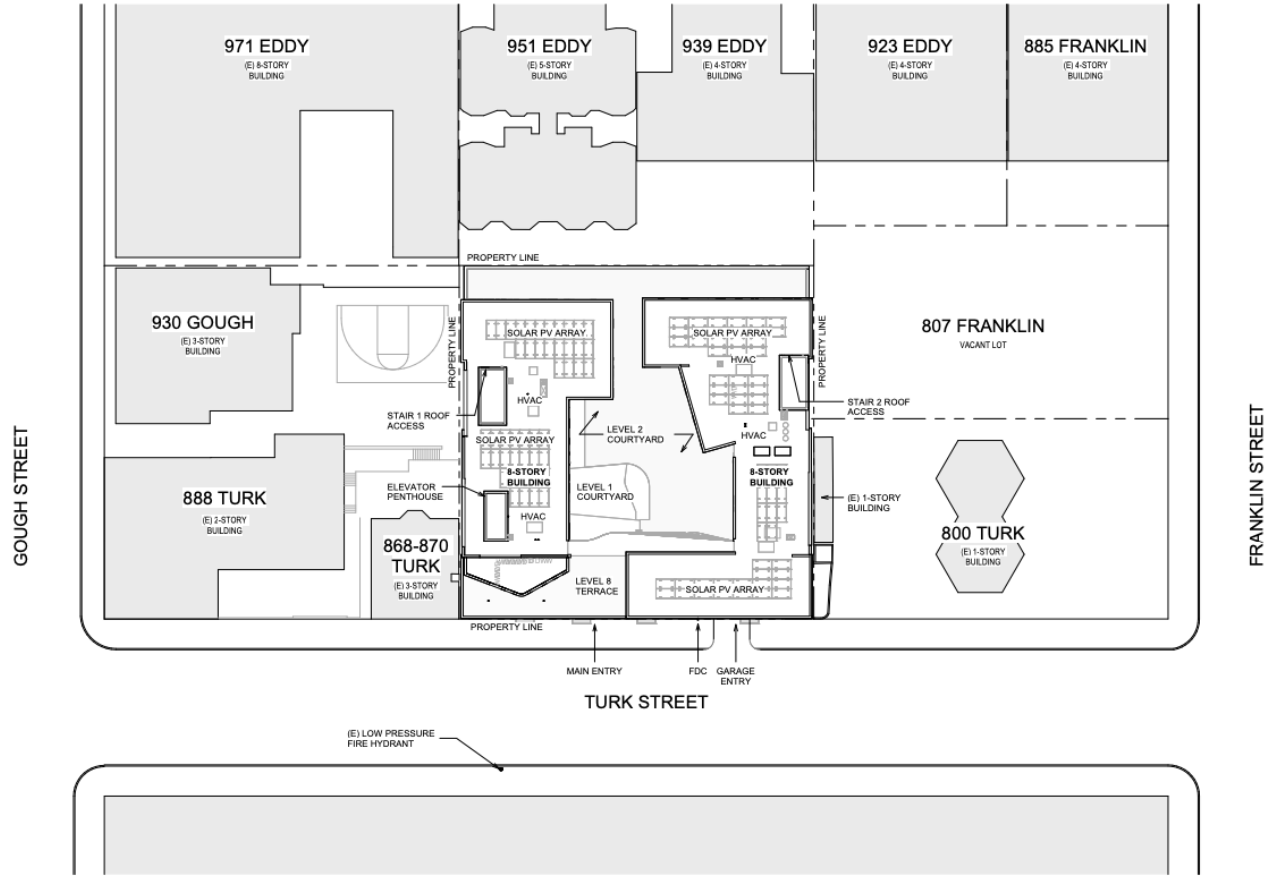 971 EDDY
(E) 8-STORY
BUILDING
951 EDDY
(E) 5-STORY
BUILDING
939 EDDY
(E) 4-STORY
BUILDING
923 EDDY
(E) 4-STORY
BUILDING
885 FRANKLIN
(E) 4-STORY
BUILDING
PROPERTY LINE
930 GOUGH
(E) 3-STORY
BUILDING
PROPERTY LINE
SOLAR PV ARRAY
HVAC
STAIR 1 ROOF
ACCESS
SOLAR PV ARRAY
8-STORY
BUILDING
ELEVATOR
PENTHOUSE
HVAC
LEVEL 2
COURTYARD
LEVEL 1
COURTYARD
LEVEL 8
TERRACE
SOLAR PV ARRAY
HVAC
HVAC
8-STORY
BUILDING
SOLAR PV ARRAY
PROPERTY LINE
STAIR 2 ROOF
ACCESS
807 FRANKLIN
VACANT LOT
(E) 1-STORY
BUILDING
800 TURK
(E) 1-STORY
BUILDING
888 TURK
(E) 2-STORY
BUILDING
868-870
TURK
(E) 3-STORY
BUILDING
GOUGH STREET
FRANKLIN STREET
PROPERTY LINE
MAIN ENTRY
FDC
GARAGE
ENTRY
TURK STREET
(E) LOW PRESSURE
FIRE HYDRANT